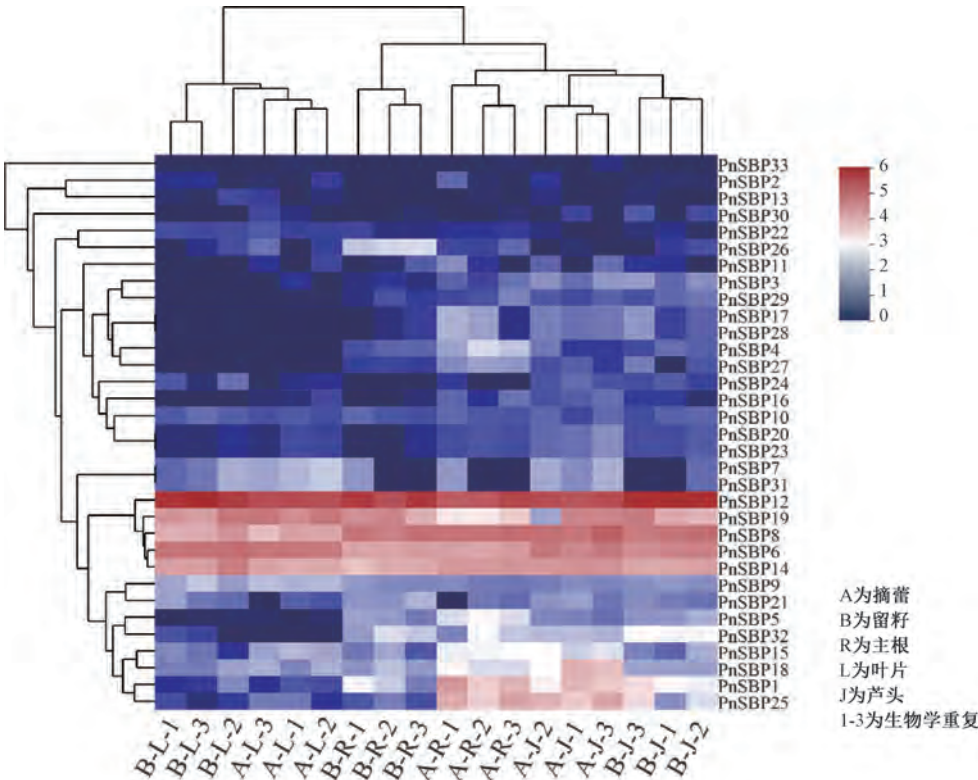 PnSBP33
PnSBP2
PnSBP13
PnSBP30
PnSBP22
PnSBP26
PnSBP11
PnSBP3
PnSBP29
PnSBP17
PnSBP28
PnSBP4
PnSBP27
PnSBP24
PnSBP16
PnSBP10
PnSBP20
PnSBP23
PnSBP7
PnSBP31
PnSBP12
PnSBP19
PnSBP8
PnSBP6
PnSBP14
PnSBP9
PnSBP21
PnSBP5
PnSBP32
PnSBP15
PnSBP18
PnSBP1
PnSBP25
6
5
4
3
2
1
0
A为摘蕾
B为留籽
R为主根
L为叶片
J为芦头
1-3为生物学重复
B-L-1
B-L-3
B-L-2
A-L-3
A-L-1
A-L-2
B-R-1
B-R-2
B-R-3
A-R-1
A-R-2
A-R-3
A-J-2
A-J-1
A-J-3
B-J-3
B-J-1
B-J-2